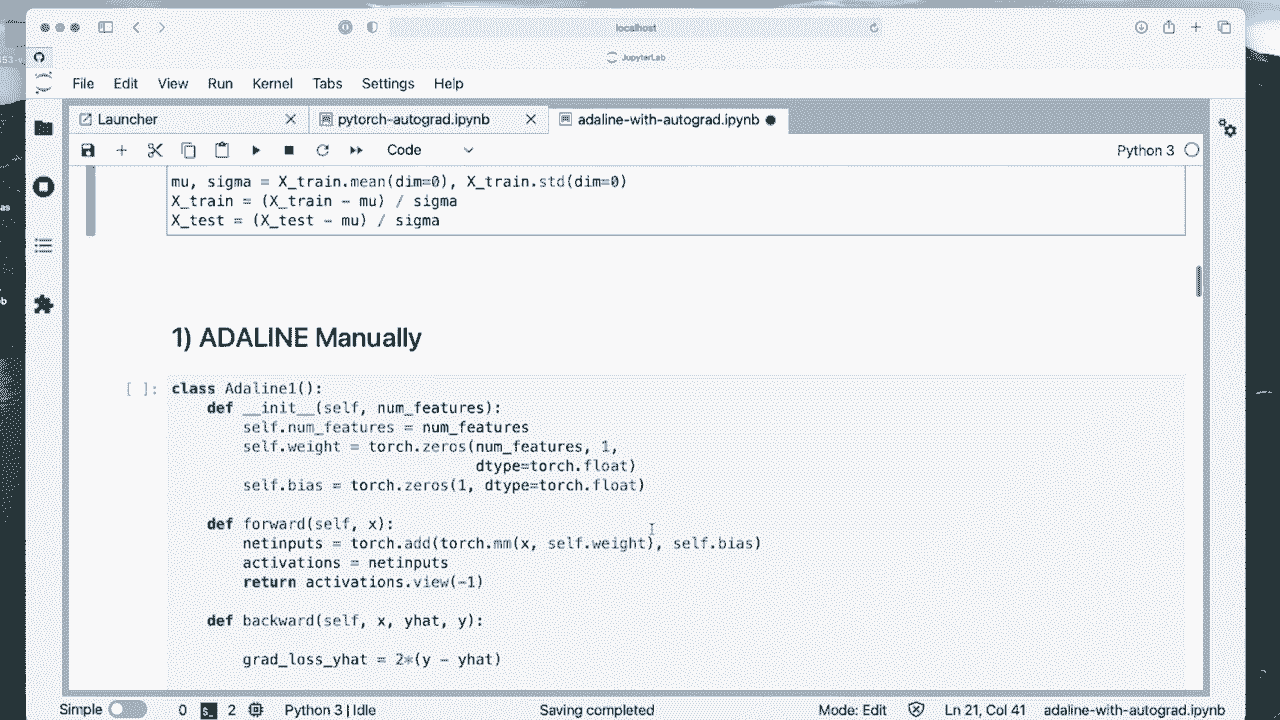 localhost
JupyterLab
File Edit View Run Kernel Tabs Settings Help
Launcher pytorch-autograd.ipynb adaline-with-autograd.ipynb
Code Python 3
mu, sigma = X_train.mean(dim=0), X_train.std(dim=0)
X_train = (X_train - mu) / sigma
X_test = (X_test - mu) / sigma
1) ADALINE Manually
[ ]: class Adaline1():
def __init__(self, num_features):
self.num_features = num_features
self.weight = torch.zeros(num_features, 1,
dtype=torch.float)
self.bias = torch.zeros(1, dtype=torch.float)
def forward(self, x):
netinputs = torch.add(torch.mm(x, self.weight), self.bias)
activations = netinputs
return activations.view(-1)
def backward(self, x, yhat, y):
grad_loss_yhat = 2*(y - yhat)
Simple 0 2 Python 3 | Idle Saving completed Mode: Edit Ln 21, Col 41 adaline-with-autograd.ipynb